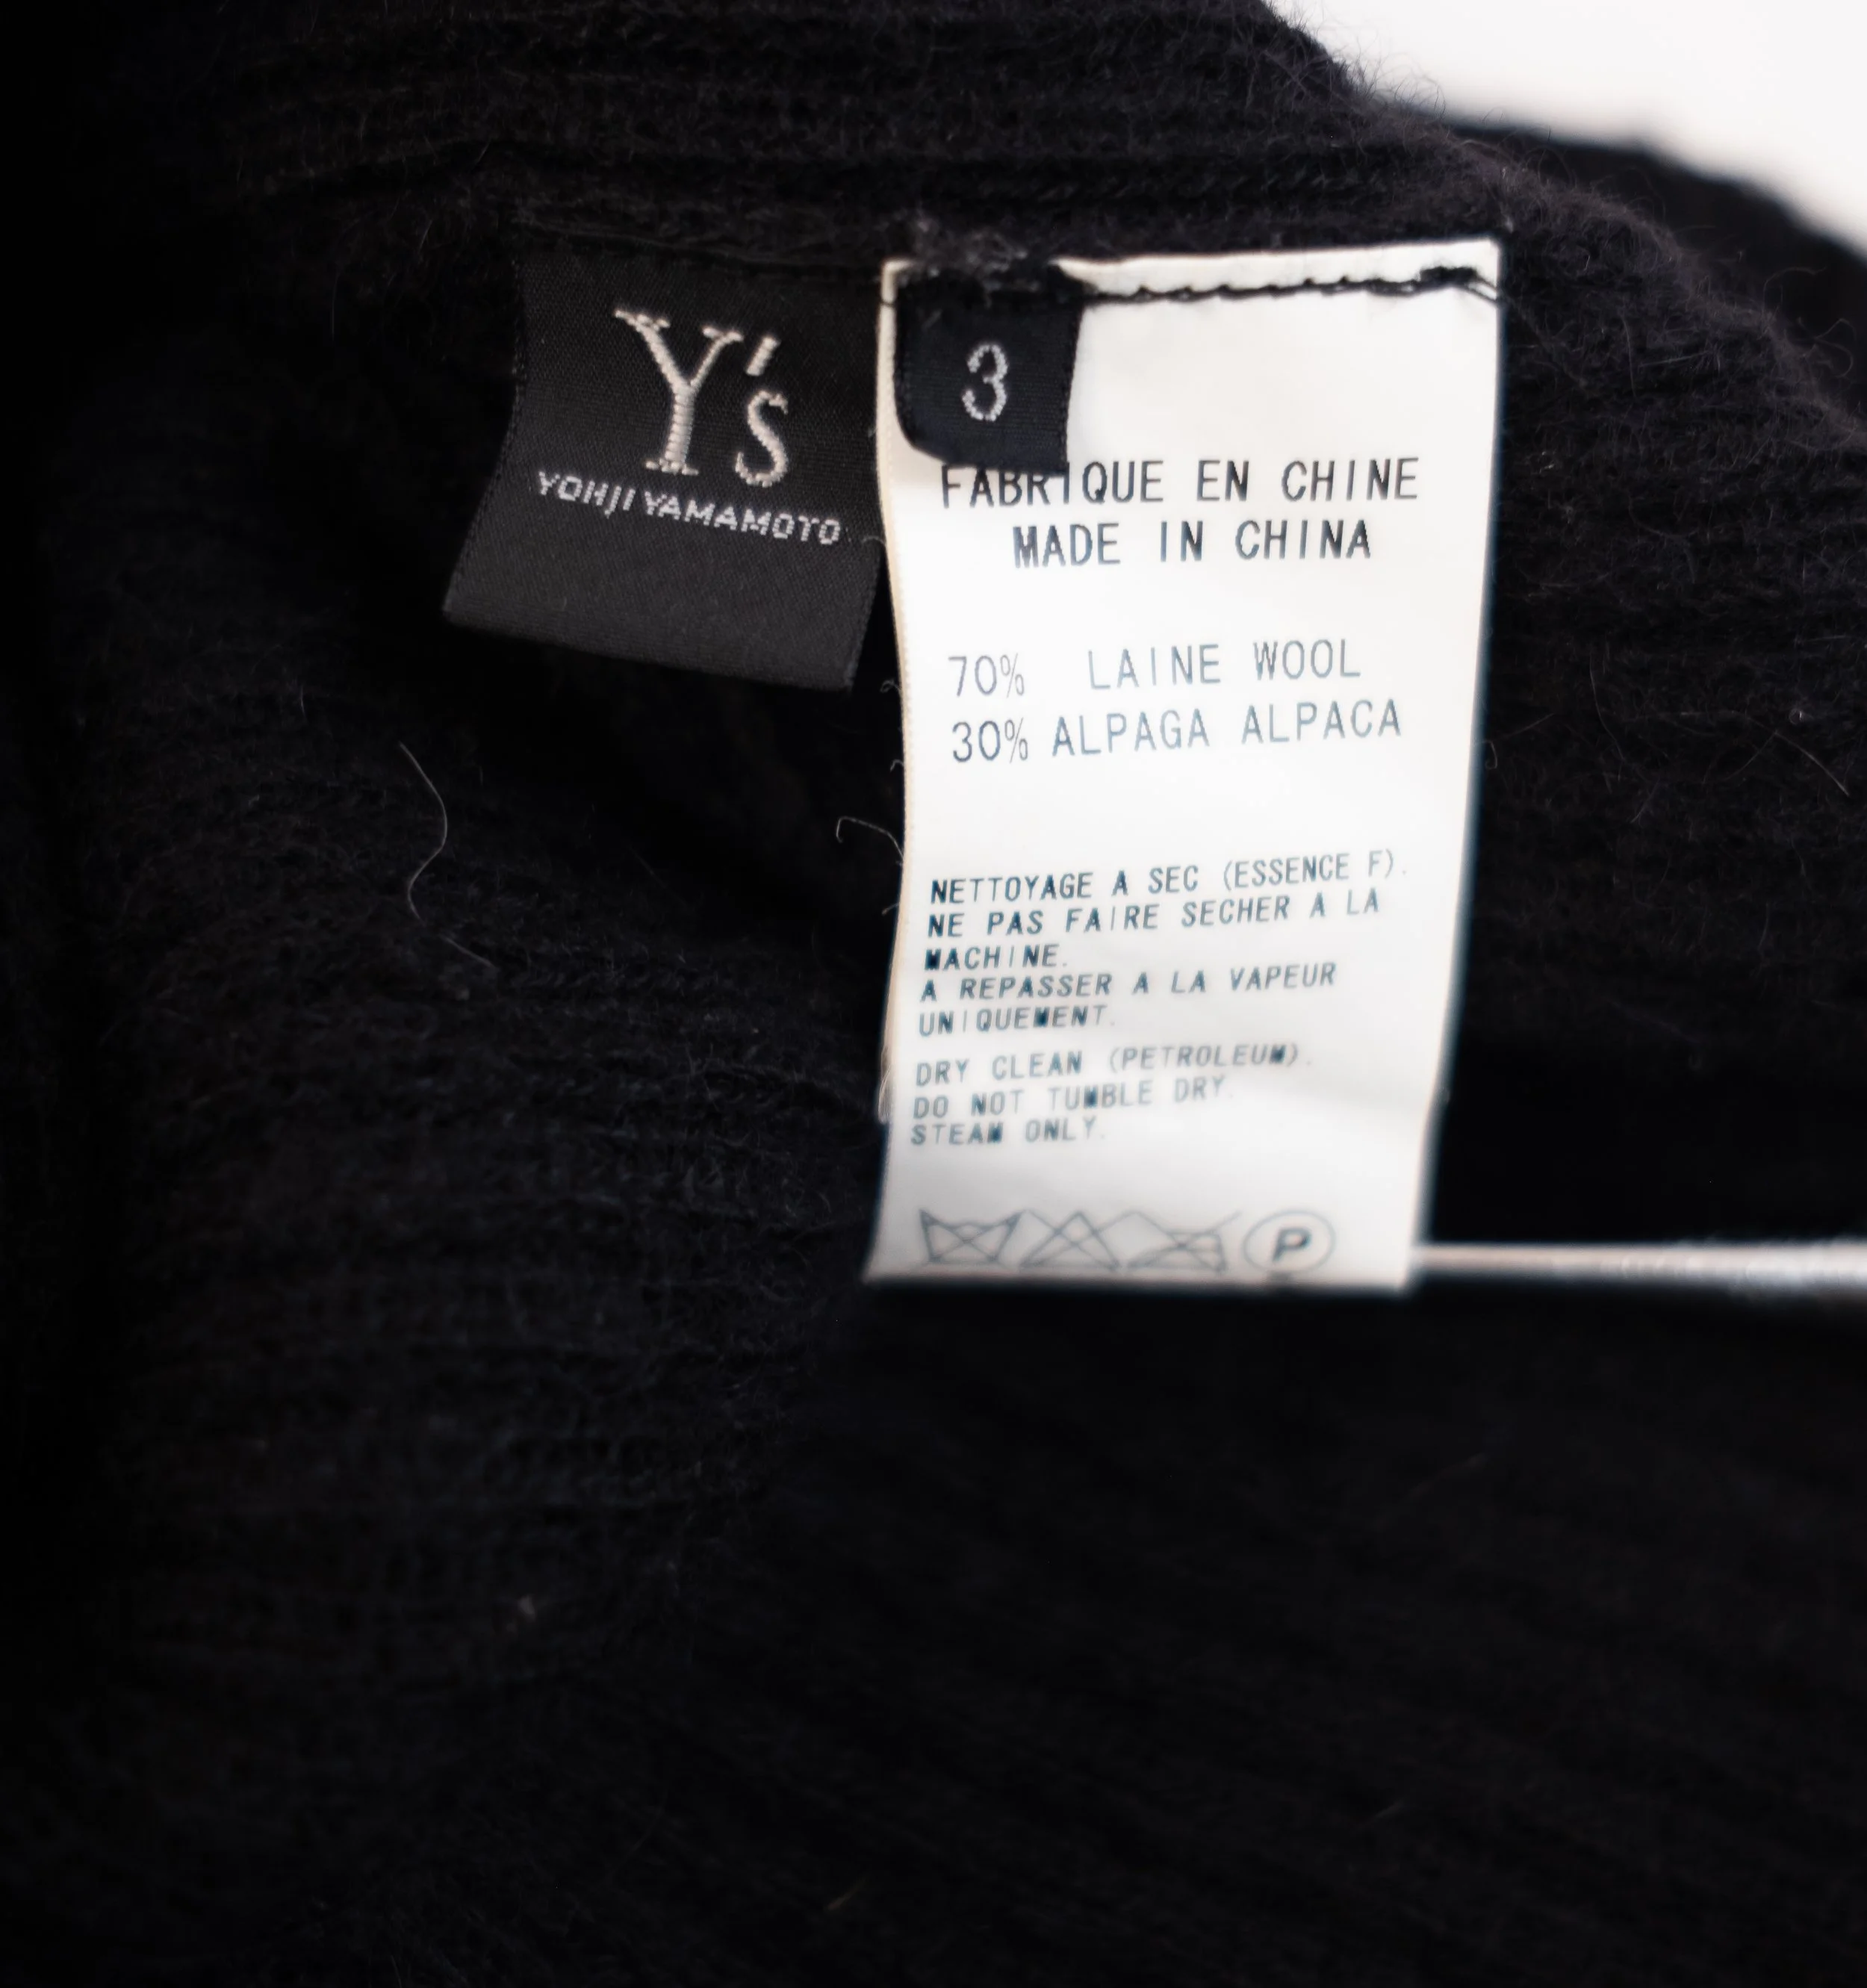 Y's
YOHJI YAMAMOTO
3
FABRIQUE EN CHINE
MADE IN CHINA
70% LAINE WOOL
30% ALPAGA ALPACA
NETTOYAGE A SEC (ESSENCE F).
NE PAS FAIRE SECHER A LA
MACHINE.
A REPASSER A LA VAPEUR
UNIQUEMENT.
DRY CLEAN (PETROLEUM).
DO NOT TUMBLE DRY.
STEAM ONLY.
P